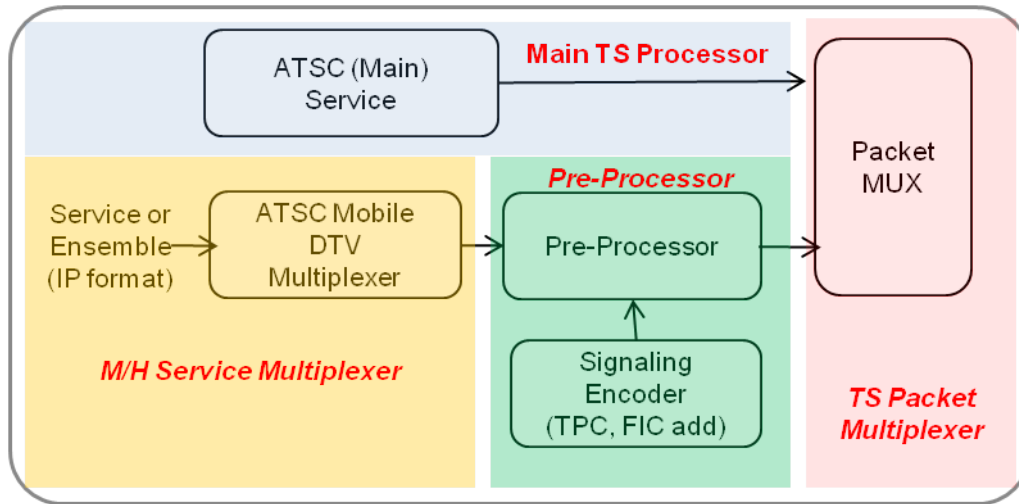 ATSC (Main)
Service
Main TS Processor
Packet
MUX
Service or
Ensemble
(IP format)
ATSC Mobile
DTV
Multiplexer
Pre-Processor
Pre-Processor
Signaling
Encoder
(TPC, FIC add)
M/H Service Multiplexer
TS Packet
Multiplexer